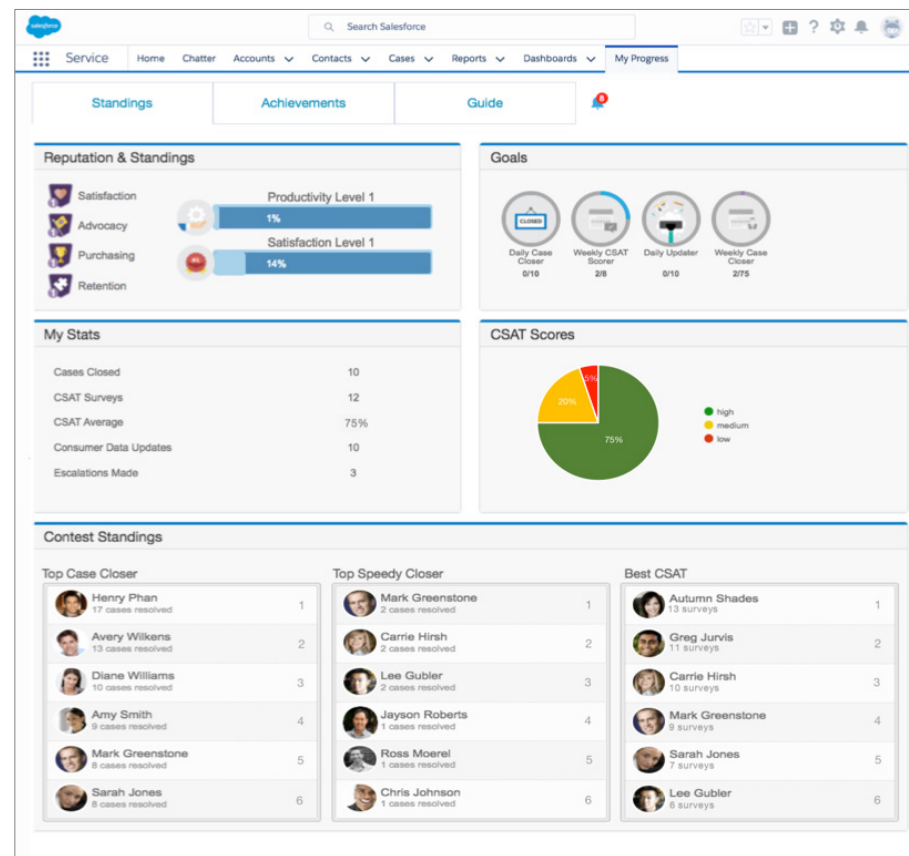 salesforce
Search Salesforce
Service Home Chatter Accounts Contacts Cases Reports Dashboards My Progress
Standings Achievements Guide 8
Reputation & Standings
Satisfaction
Advocacy
Purchasing
Retention
Productivity Level 1
1%
Satisfaction Level 1
14%
Goals
CLOSED
Daily Case
Closer
0/10
Weekly CSAT
Scorer
2/8
Daily Updater
0/10
Weekly Case
Closer
2/75
My Stats
Cases Closed 10
CSAT Surveys 12
CSAT Average 75%
Consumer Data Updates 10
Escalations Made 3
CSAT Scores
5%
20%
75%
high
medium
low
Contest Standings
Top Case Closer
Henry Phan
17 cases resolved
1
Avery Wilkens
13 cases resolved
2
Diane Williams
10 cases resolved
3
Amy Smith
9 cases resolved
4
Mark Greenstone
8 cases resolved
5
Sarah Jones
8 cases resolved
6
Top Speedy Closer
Mark Greenstone
2 cases resolved
1
Carrie Hirsh
2 cases resolved
2
Lee Gubler
2 cases resolved
3
Jayson Roberts
1 cases resolved
4
Ross Moerel
1 cases resolved
5
Chris Johnson
1 cases resolved
6
Best CSAT
Autumn Shades
13 surveys
1
Greg Jurvis
11 surveys
2
Carrie Hirsh
10 surveys
3
Mark Greenstone
9 surveys
4
Sarah Jones
7 surveys
5
Lee Gubler
6 surveys
6